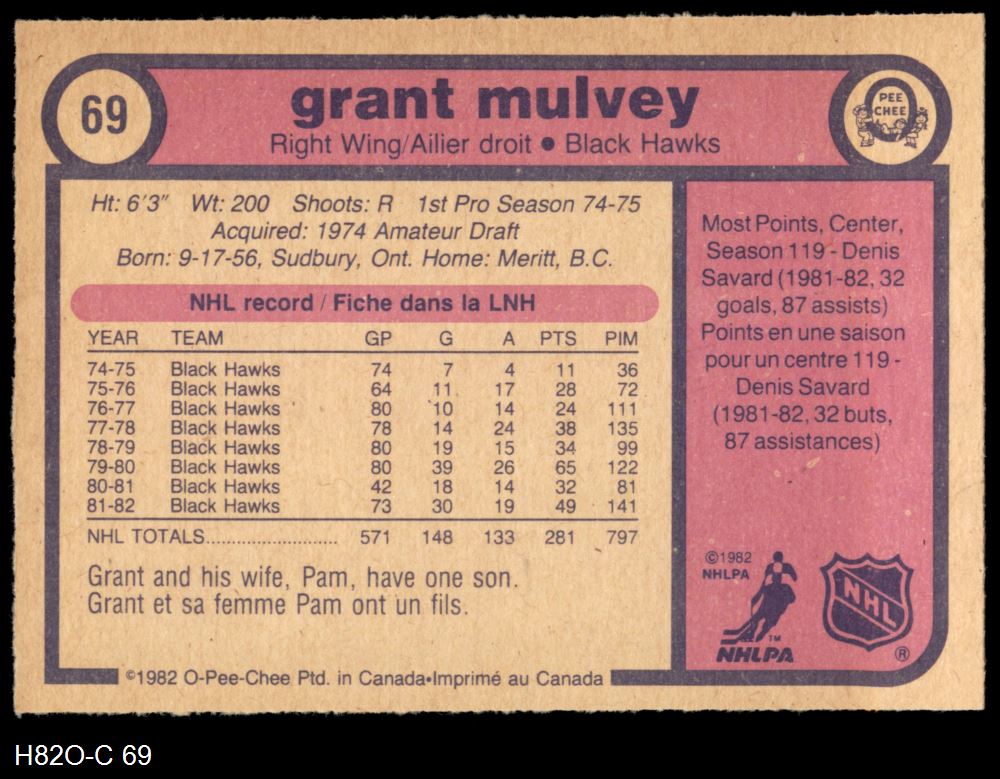 69
grant mulvey
Right Wing/Ailier droit • Black Hawks
O
PEE
CHEE
Ht: 6'3" Wt: 200 Shoots: R 1st Pro Season 74-75
Acquired: 1974 Amateur Draft
Born: 9-17-56, Sudbury, Ont. Home: Meritt, B.C.
NHL record / Fiche dans la LNH
YEAR TEAM GP G A PTS PIM
74-75 Black Hawks 74 7 4 11 36
75-76 Black Hawks 64 11 17 28 72
76-77 Black Hawks 80 10 14 24 111
77-78 Black Hawks 78 14 24 38 135
78-79 Black Hawks 80 19 15 34 99
79-80 Black Hawks 80 39 26 65 122
80-81 Black Hawks 42 18 14 32 81
81-82 Black Hawks 73 30 19 49 141
NHL TOTALS.......................... 571 148 133 281 797
Grant and his wife, Pam, have one son.
Grant et sa femme Pam ont un fils.
©1982 O-Pee-Chee Ptd. in Canada•Imprimé au Canada
Most Points, Center,
Season 119 - Denis
Savard (1981-82, 32
goals, 87 assists)
Points en une saison
pour un centre 119 -
Denis Savard
(1981-82, 32 buts,
87 assistances)
©1982
NHLPA
TM
NHLPA
NHL
®
H82O-C 69